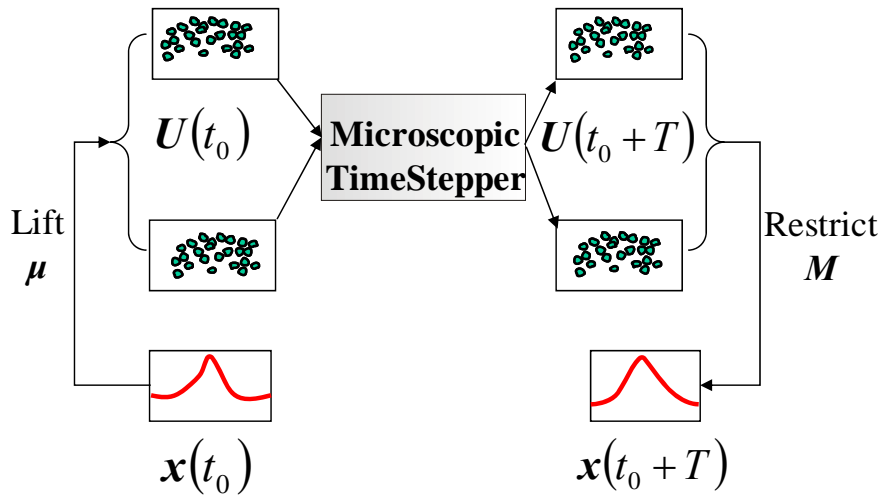 U(t₀)
Microscopic
TimeStepper
U(t₀ + T)
Lift
μ
Restrict
M
x(t₀)
x(t₀ + T)